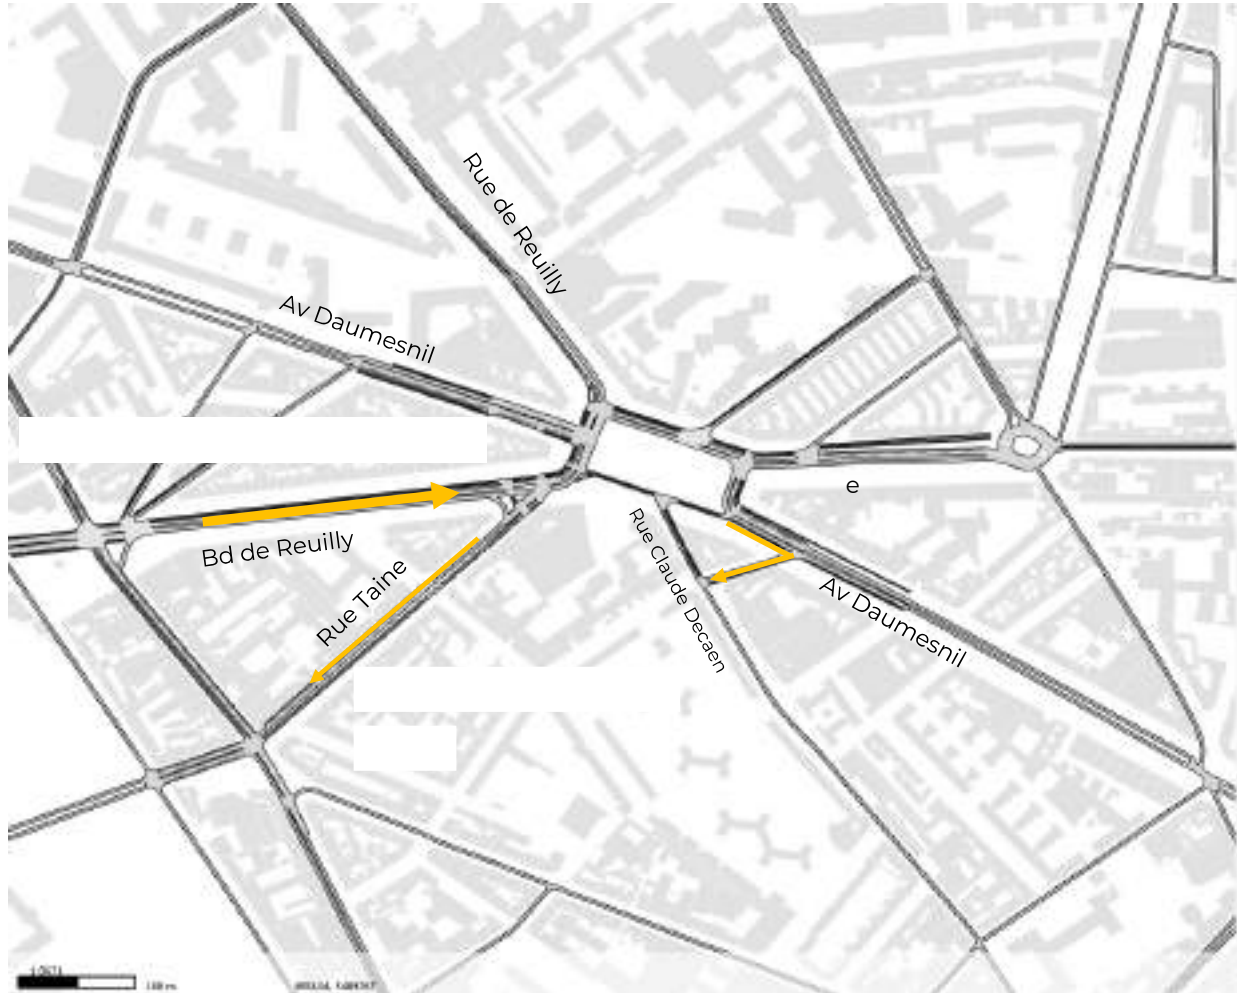 Rue de Reuilly
Av Daumesnil
e
Bd de Reuilly
Rue Claude Decaen
Rue Taine
Av Daumesnil